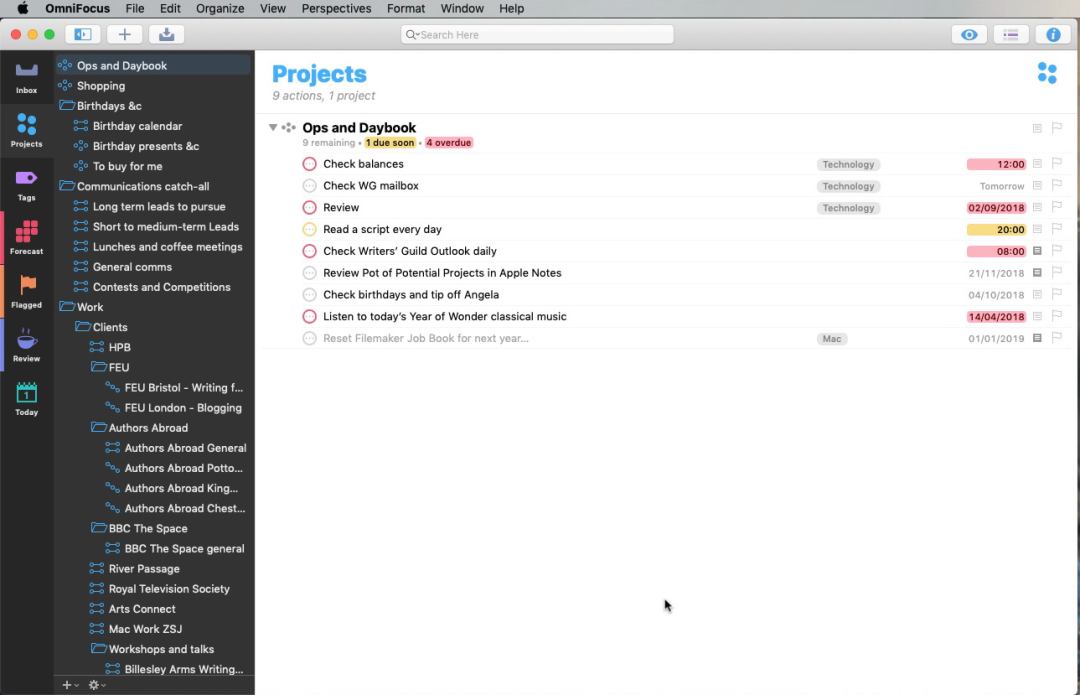 OmniFocus File Edit Organize View Perspectives Format Window Help
Search Here
Inbox
Projects
Tags
Forecast
Flagged
Review
1
Today
Ops and Daybook
Shopping
Birthdays &c
Birthday calendar
Birthday presents &c
To buy for me
Communications catch-all
Long term leads to pursue
Short to medium-term Leads
Lunches and coffee meetings
General comms
Contests and Competitions
Work
Clients
HPB
FEU
FEU Bristol - Writing f...
FEU London - Blogging
Authors Abroad
Authors Abroad General
Authors Abroad Potto...
Authors Abroad King...
Authors Abroad Chest...
BBC The Space
BBC The Space general
River Passage
Royal Television Society
Arts Connect
Mac Work ZSJ
Workshops and talks
Billesley Arms Writing...
Projects
9 actions, 1 project
Ops and Daybook
9 remaining • 1 due soon • 4 overdue
Check balances Technology 12:00
Check WG mailbox Technology Tomorrow
Review Technology 02/09/2018
Read a script every day 20:00
Check Writers’ Guild Outlook daily 08:00
Review Pot of Potential Projects in Apple Notes 21/11/2018
Check birthdays and tip off Angela 04/10/2018
Listen to today’s Year of Wonder classical music 14/04/2018
Reset Filemaker Job Book for next year... Mac 01/01/2019